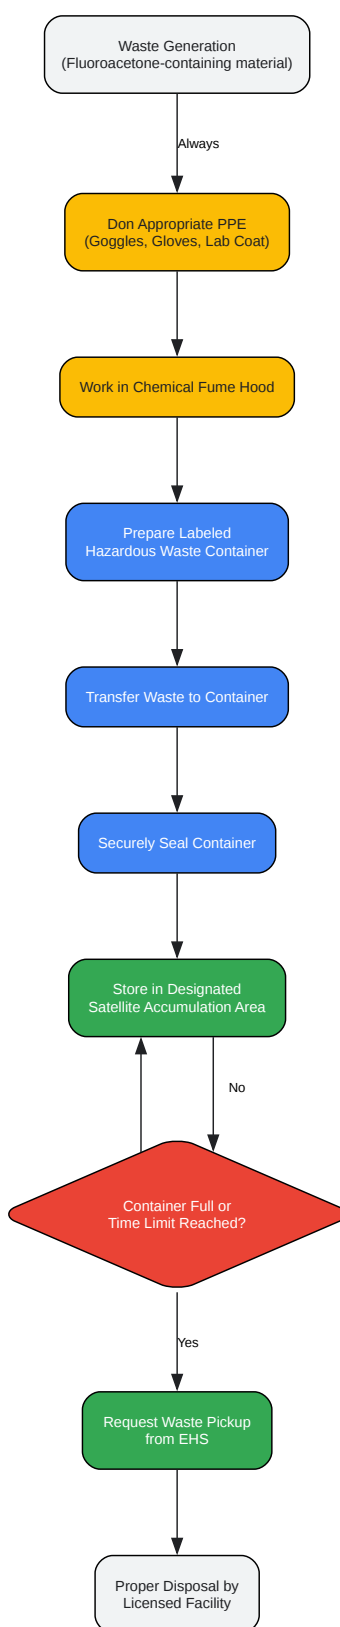 Waste Generation
(Fluoroacetone-containing material)
Always
Don Appropriate PPE
(Goggles, Gloves, Lab Coat)
Work in Chemical Fume Hood
Prepare Labeled
Hazardous Waste Container
Transfer Waste to Container
Securely Seal Container
Store in Designated
Satellite Accumulation Area
No
Container Full or
Time Limit Reached?
Yes
Request Waste Pickup
from EHS
Proper Disposal by
Licensed Facility